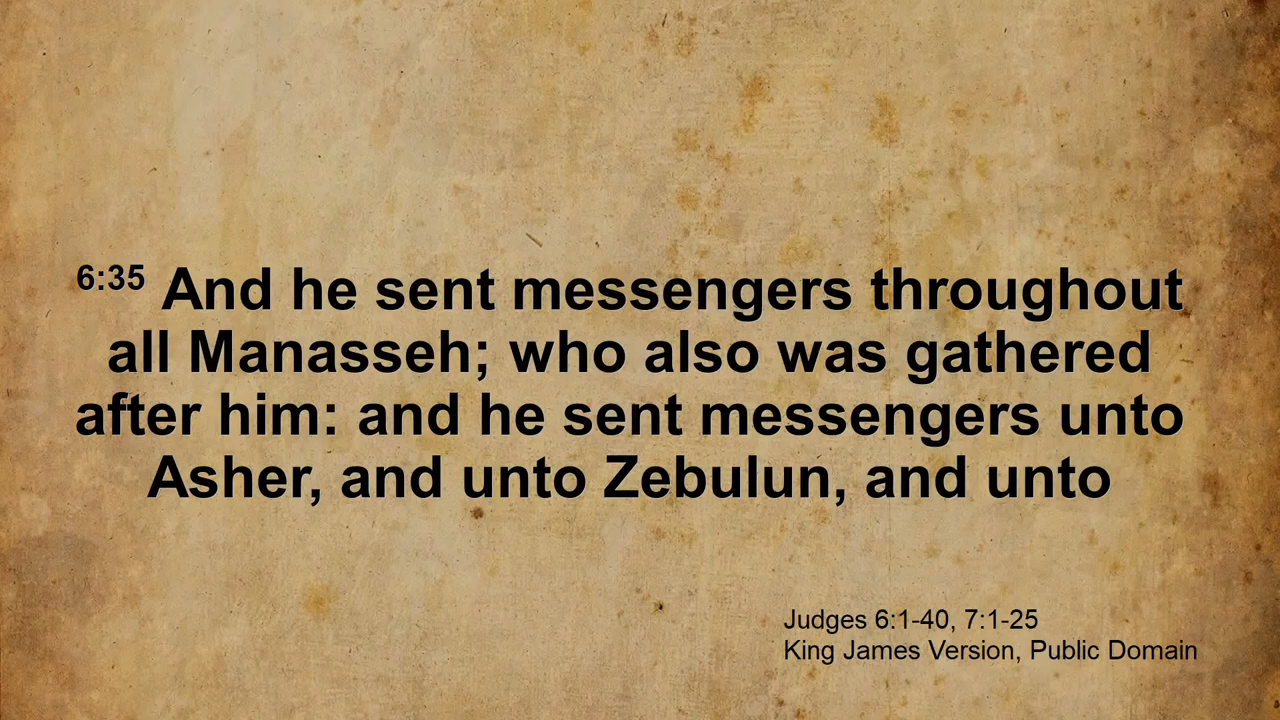 6:35 And he sent messengers throughout
all Manasseh; who also was gathered
after him: and he sent messengers unto
Asher, and unto Zebulun, and unto
Judges 6:1-40, 7:1-25
King James Version, Public Domain